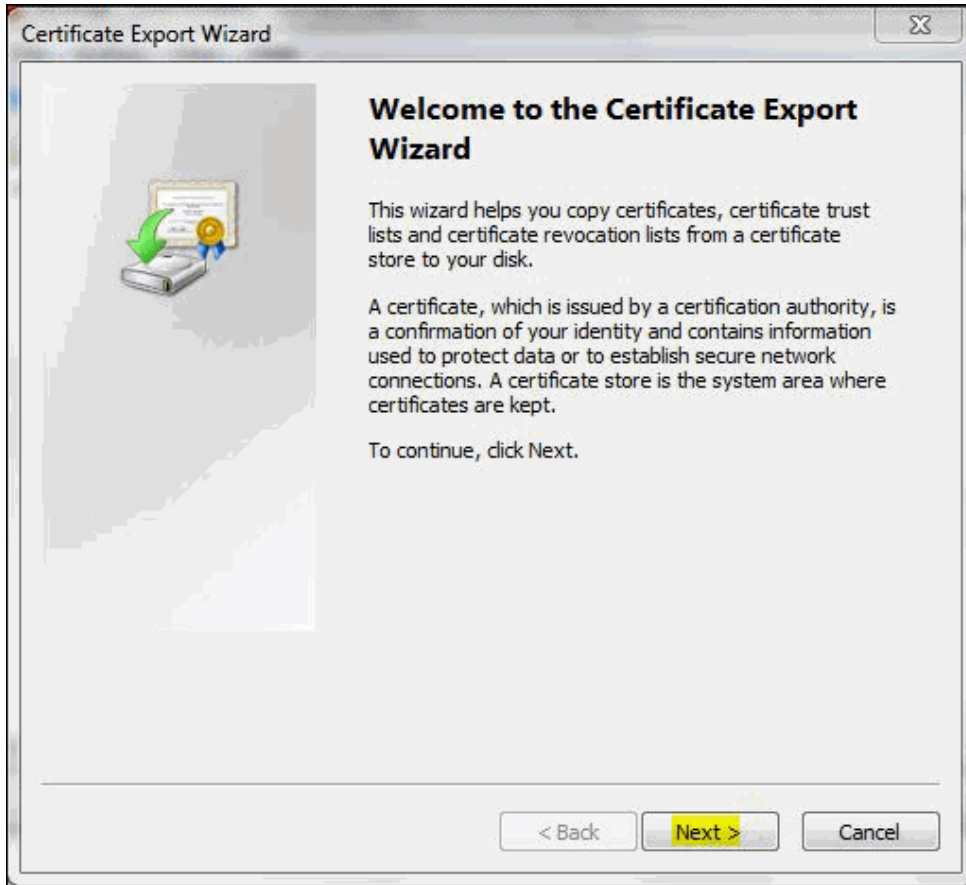 Certificate Export Wizard
Welcome to the Certificate Export
Wizard
This wizard helps you copy certificates, certificate trust
lists and certificate revocation lists from a certificate
store to your disk.
A certificate, which is issued by a certification authority, is
a confirmation of your identity and contains information
used to protect data or to establish secure network
connections. A certificate store is the system area where
certificates are kept.
To continue, click Next.
< Back
Next >
Cancel